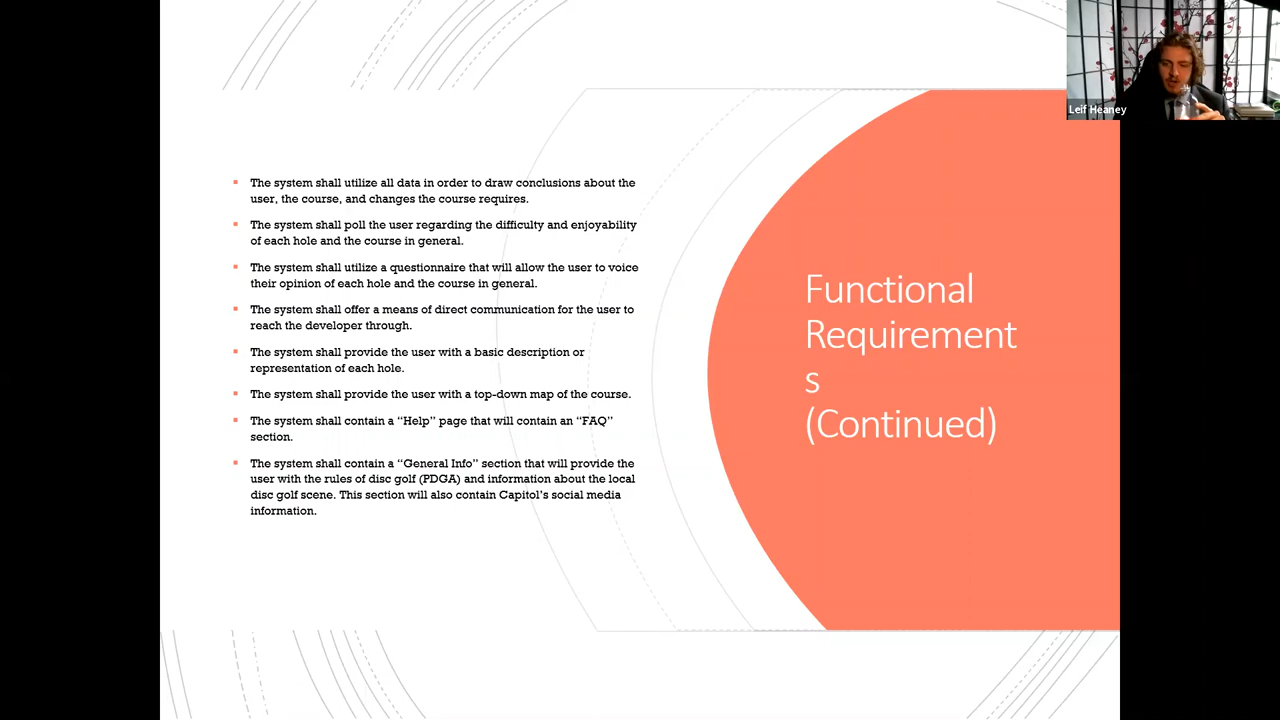 The system shall utilize all data in order to draw conclusions about the
user, the course, and changes the course requires.
The system shall poll the user regarding the difficulty and enjoyability
of each hole and the course in general.
The system shall utilize a questionnaire that will allow the user to voice
their opinion of each hole and the course in general.
The system shall offer a means of direct communication for the user to
reach the developer through.
The system shall provide the user with a basic description or
representation of each hole.
The system shall provide the user with a top-down map of the course.
The system shall contain a “Help” page that will contain an “FAQ”
section.
The system shall contain a “General Info” section that will provide the
user with the rules of disc golf (PDGA) and information about the local
disc golf scene. This section will also contain Capitol’s social media
information.
Functional
Requirement
s
(Continued)
Leif Heaney